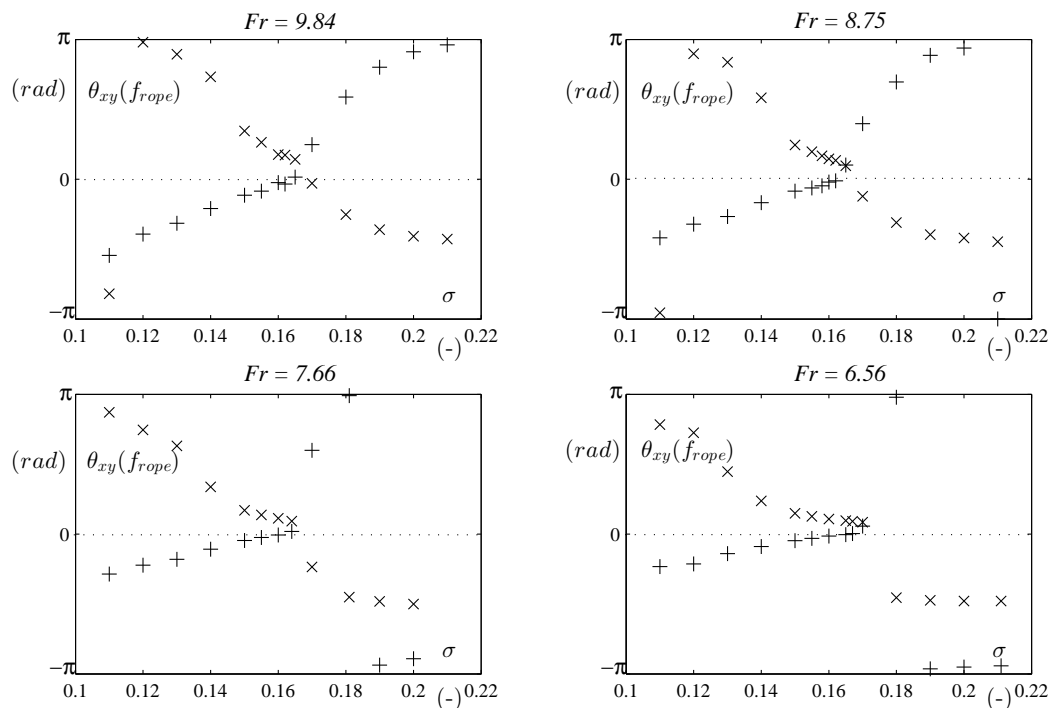 Fr = 9.84
π
(rad) θxy(frope)
0
σ
−π
0.1 0.12 0.14 0.16 0.18 0.2 0.22
(-)
Fr = 8.75
π
(rad) θxy(frope)
0
σ
−π
0.1 0.12 0.14 0.16 0.18 0.2 0.22
(-)
Fr = 7.66
π
(rad) θxy(frope)
0
σ
−π
0.1 0.12 0.14 0.16 0.18 0.2 0.22
(-)
Fr = 6.56
π
(rad) θxy(frope)
0
σ
−π
0.1 0.12 0.14 0.16 0.18 0.2 0.22
(-)